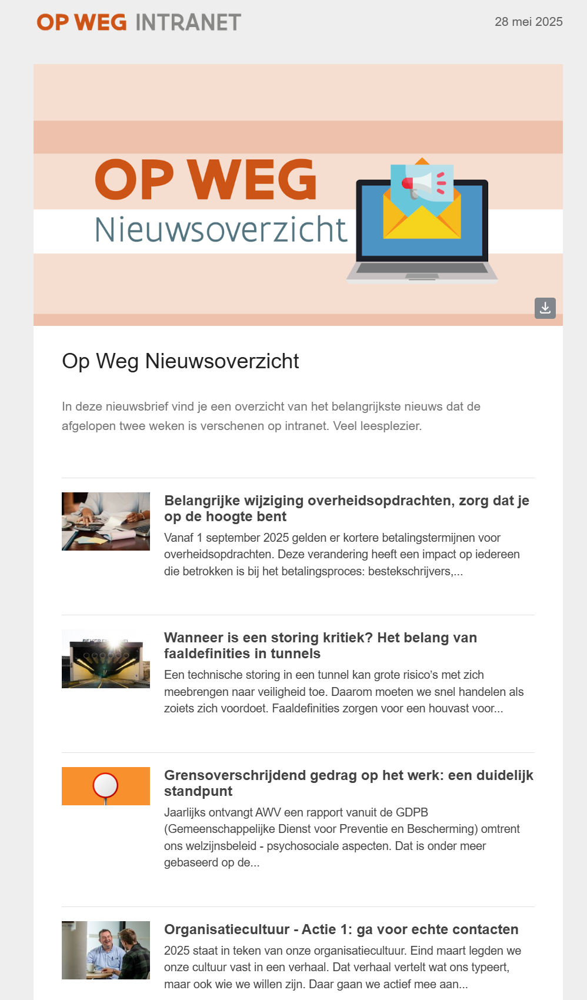 OP WEG INTRANET
28 mei 2025
OP WEG
Nieuwsoverzicht
Op Weg Nieuwsoverzicht
In deze nieuwsbrief vind je een overzicht van het belangrijkste nieuws dat de
afgelopen twee weken is verschenen op intranet. Veel leesplezier.
Belangrijke wijziging overheidsopdrachten, zorg dat je
op de hoogte bent
Vanaf 1 september 2025 gelden er kortere betalingstermijnen voor
overheidsopdrachten. Deze verandering heeft een impact op iedereen
die betrokken is bij het betalingsproces: bestekschrijvers,...
Wanneer is een storing kritiek? Het belang van
faaldefinities in tunnels
Een technische storing in een tunnel kan grote risico’s met zich
meebrengen naar veiligheid toe. Daarom moeten we snel handelen als
zoiets zich voordoet. Faaldefinities zorgen voor een houvast voor...
Grensoverschrijdend gedrag op het werk: een duidelijk
standpunt
Jaarlijks ontvangt AWV een rapport vanuit de GDPB
(Gemeenschappelijke Dienst voor Preventie en Bescherming) omtrent
ons welzijnsbeleid - psychosociale aspecten. Dat is onder meer
gebaseerd op de...
Organisatiecultuur - Actie 1: ga voor echte contacten
2025 staat in teken van onze organisatiecultuur. Eind maart legden we
onze cultuur vast in een verhaal. Dat verhaal vertelt wat ons typeert,
maar ook wie we willen zijn. Daar gaan we actief mee aan...